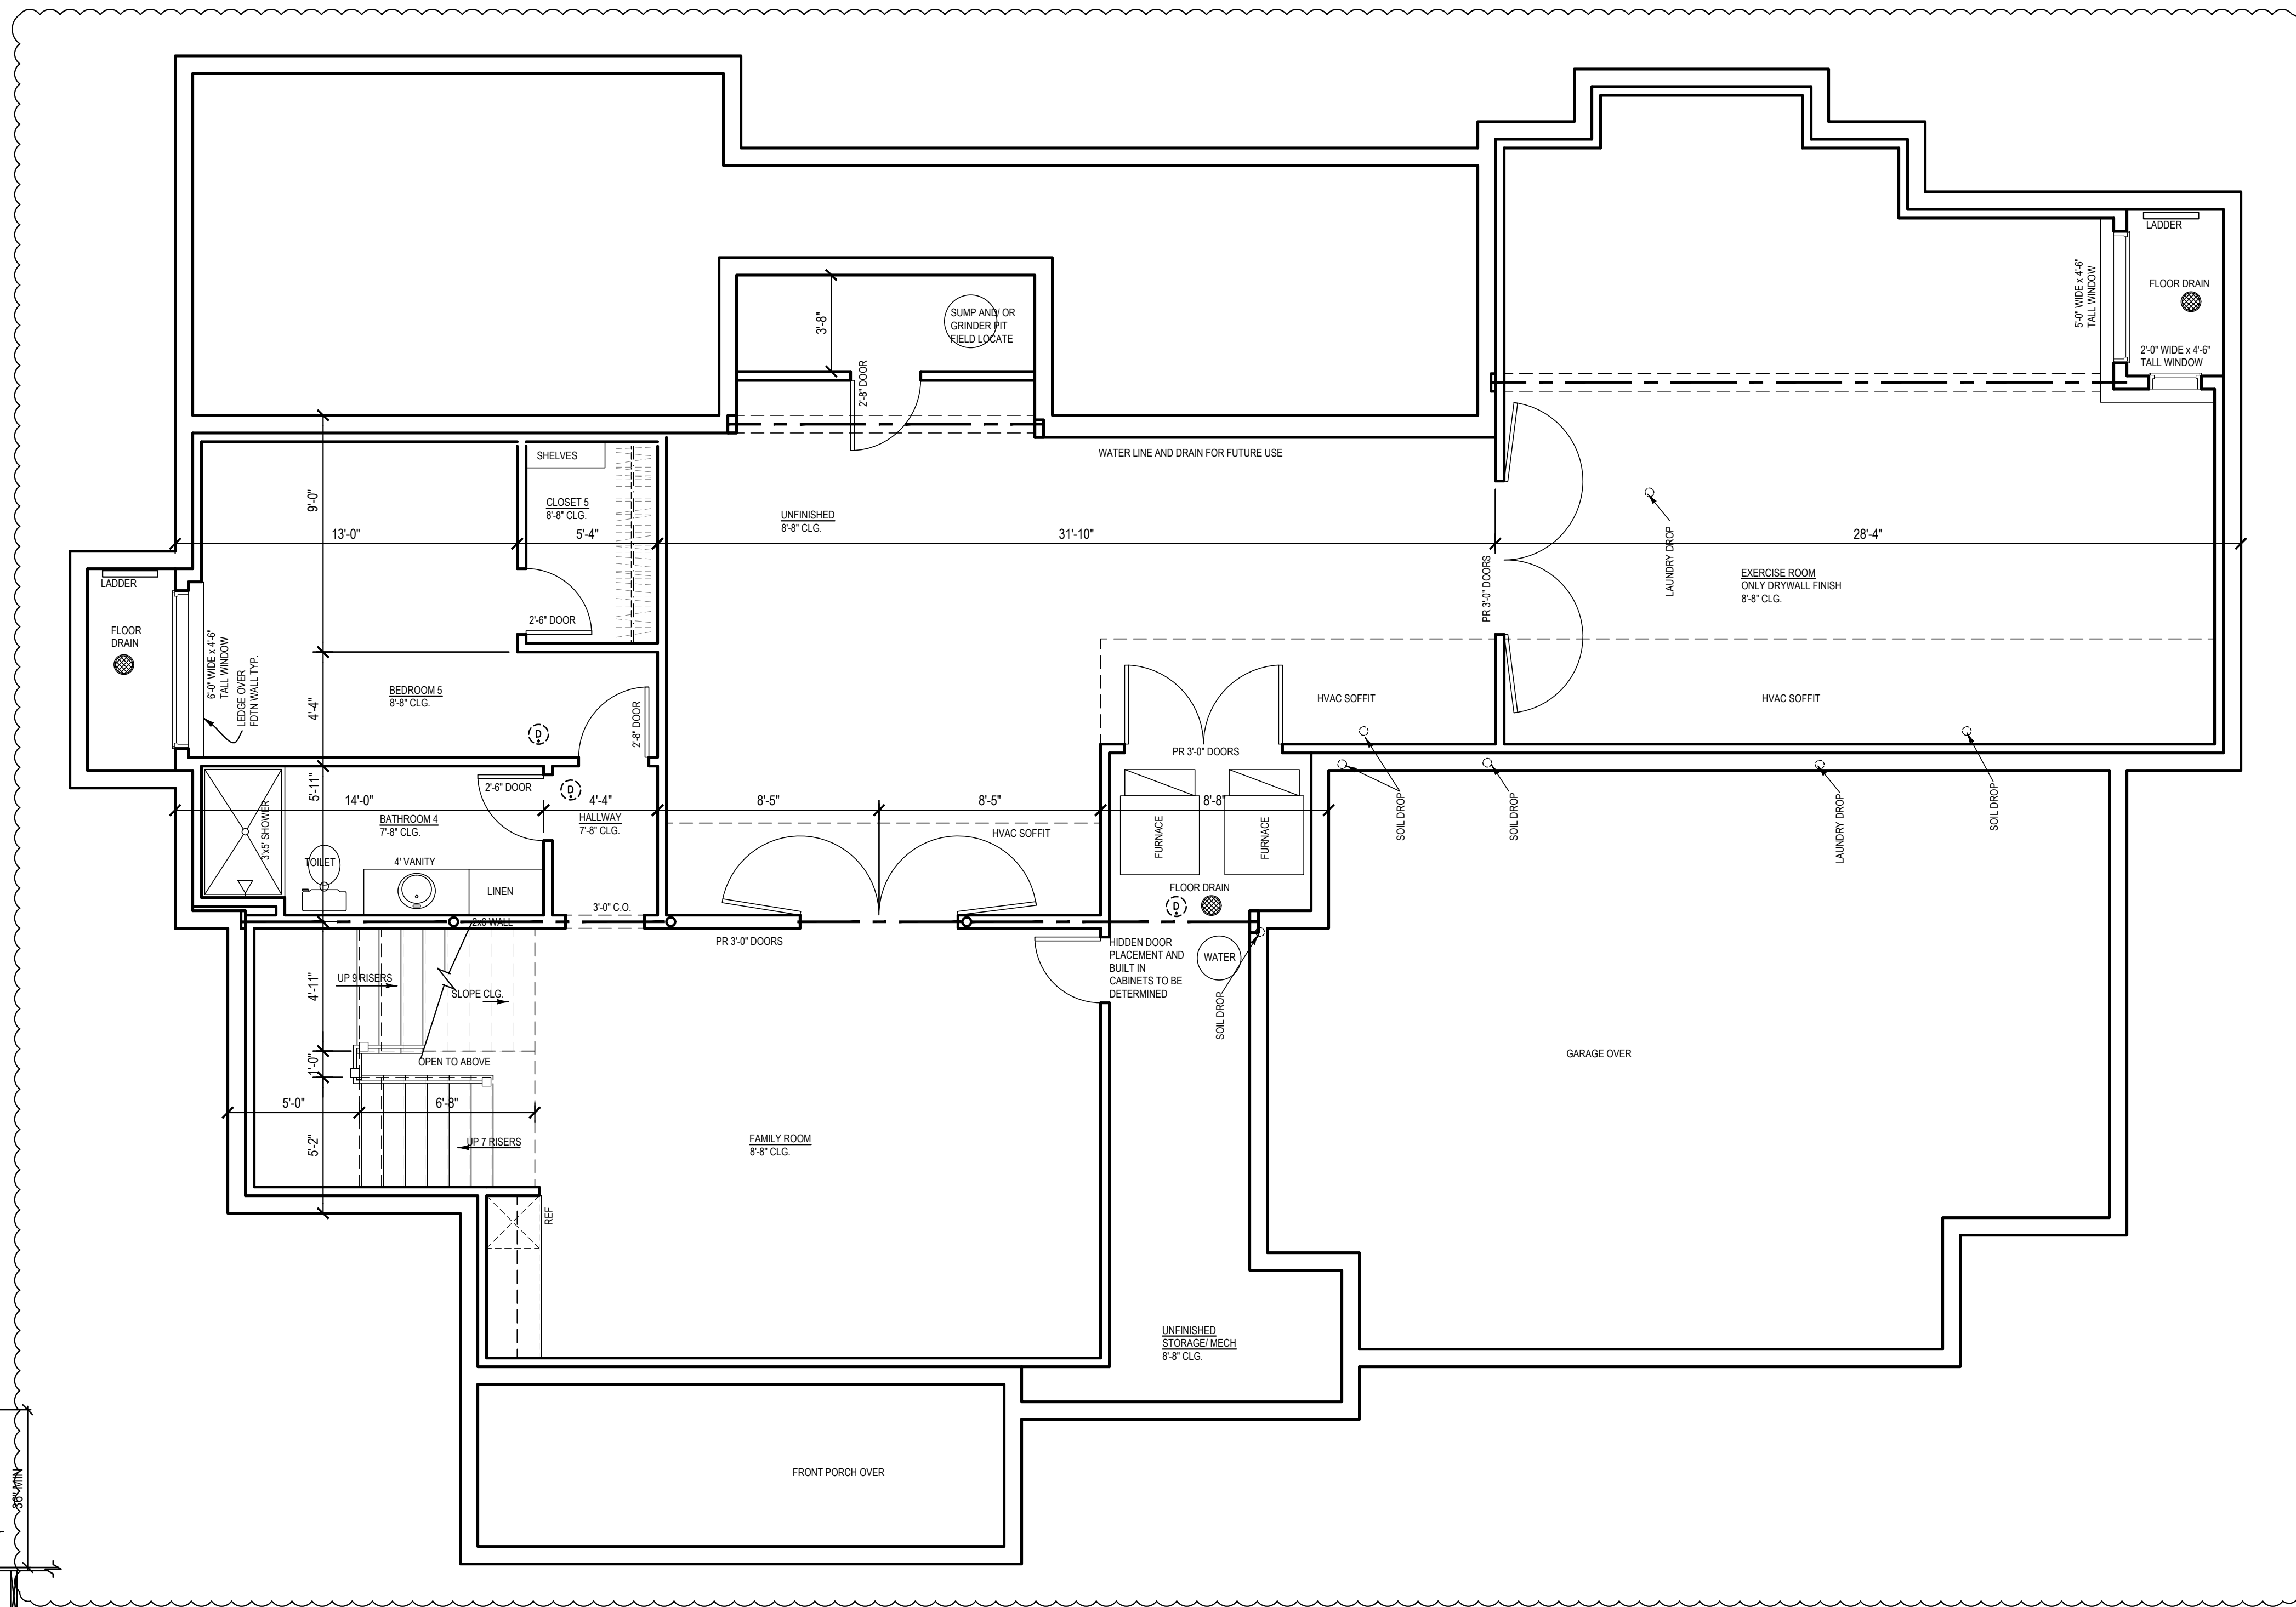 LADDER
FLOOR DRAIN
5'-0" WIDE x 4'-6"
TALL WINDOW
2'-0" WIDE x 4'-6"
TALL WINDOW
3'-8"
SUMP AND/ OR
GRINDER PIT
FIELD LOCATE
2'-8" DOOR
WATER LINE AND DRAIN FOR FUTURE USE
SHELVES
CLOSET 5
8'-8" CLG.
UNFINISHED
8'-8" CLG.
9'-0"
13'-0"
5'-4"
31'-10"
28'-4"
LAUNDRY DROP
PR 3'-0" DOORS
EXERCISE ROOM
ONLY DRYWALL FINISH
8'-8" CLG.
LADDER
FLOOR
DRAIN
6'-0" WIDE x 4'-6"
TALL WINDOW
LEDGE OVER
FDTN WALL TYP.
2'-6" DOOR
BEDROOM 5
8'-8" CLG.
4'-4"
D
2'-8" DOOR
HVAC SOFFIT
HVAC SOFFIT
PR 3'-0" DOORS
5'-11"
3'x5' SHOWER
14'-0"
2'-6" DOOR
D
4'-4"
BATHROOM 4
7'-8" CLG.
HALLWAY
7'-8" CLG.
8'-5"
8'-5"
8'-8"
HVAC SOFFIT
FURNACE
FURNACE
SOIL DROP
SOIL DROP
LAUNDRY DROP
SOIL DROP
TOILET
4' VANITY
LINEN
FLOOR DRAIN
D
3'-0" C.O.
2x6 WALL
PR 3'-0" DOORS
HIDDEN DOOR
PLACEMENT AND
BUILT IN
CABINETS TO BE
DETERMINED
WATER
SOIL DROP
UP 9 RISERS
SLOPE CLG.
4'-11"
1'-0"
OPEN TO ABOVE
GARAGE OVER
5'-0"
6'-8"
5'-2"
UP 7 RISERS
FAMILY ROOM
8'-8" CLG.
REF
UNFINISHED
STORAGE/ MECH
8'-8" CLG.
FRONT PORCH OVER
36" MIN